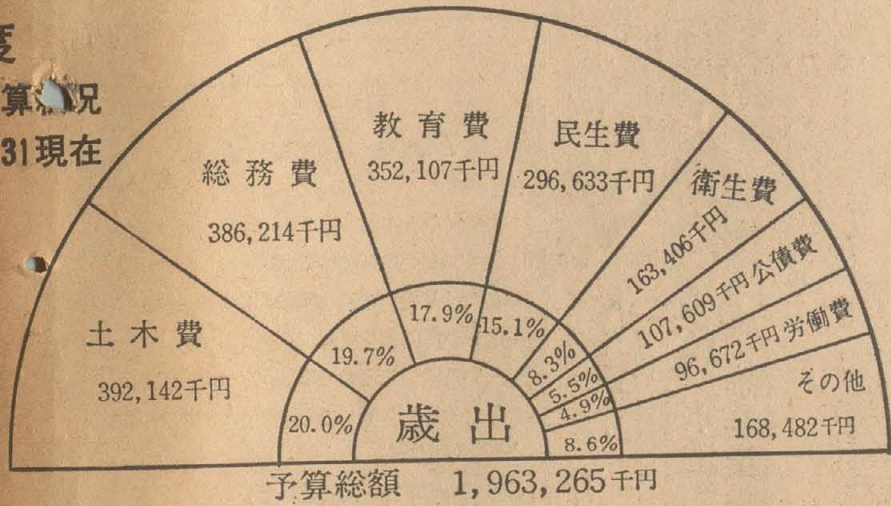 度
算状況
31現在
土木費
392,142千円
20.0%
総務費
386,214千円
19.7%
教育費
352,107千円
17.9%
民生費
296,633千円
15.1%
衛生費
163,406千円
8.3%
107,609千円 公債費
5.5%
96,672千円 労働費
4.9%
その他
168,482千円
8.6%
歳出
予算総額 1,963,265千円